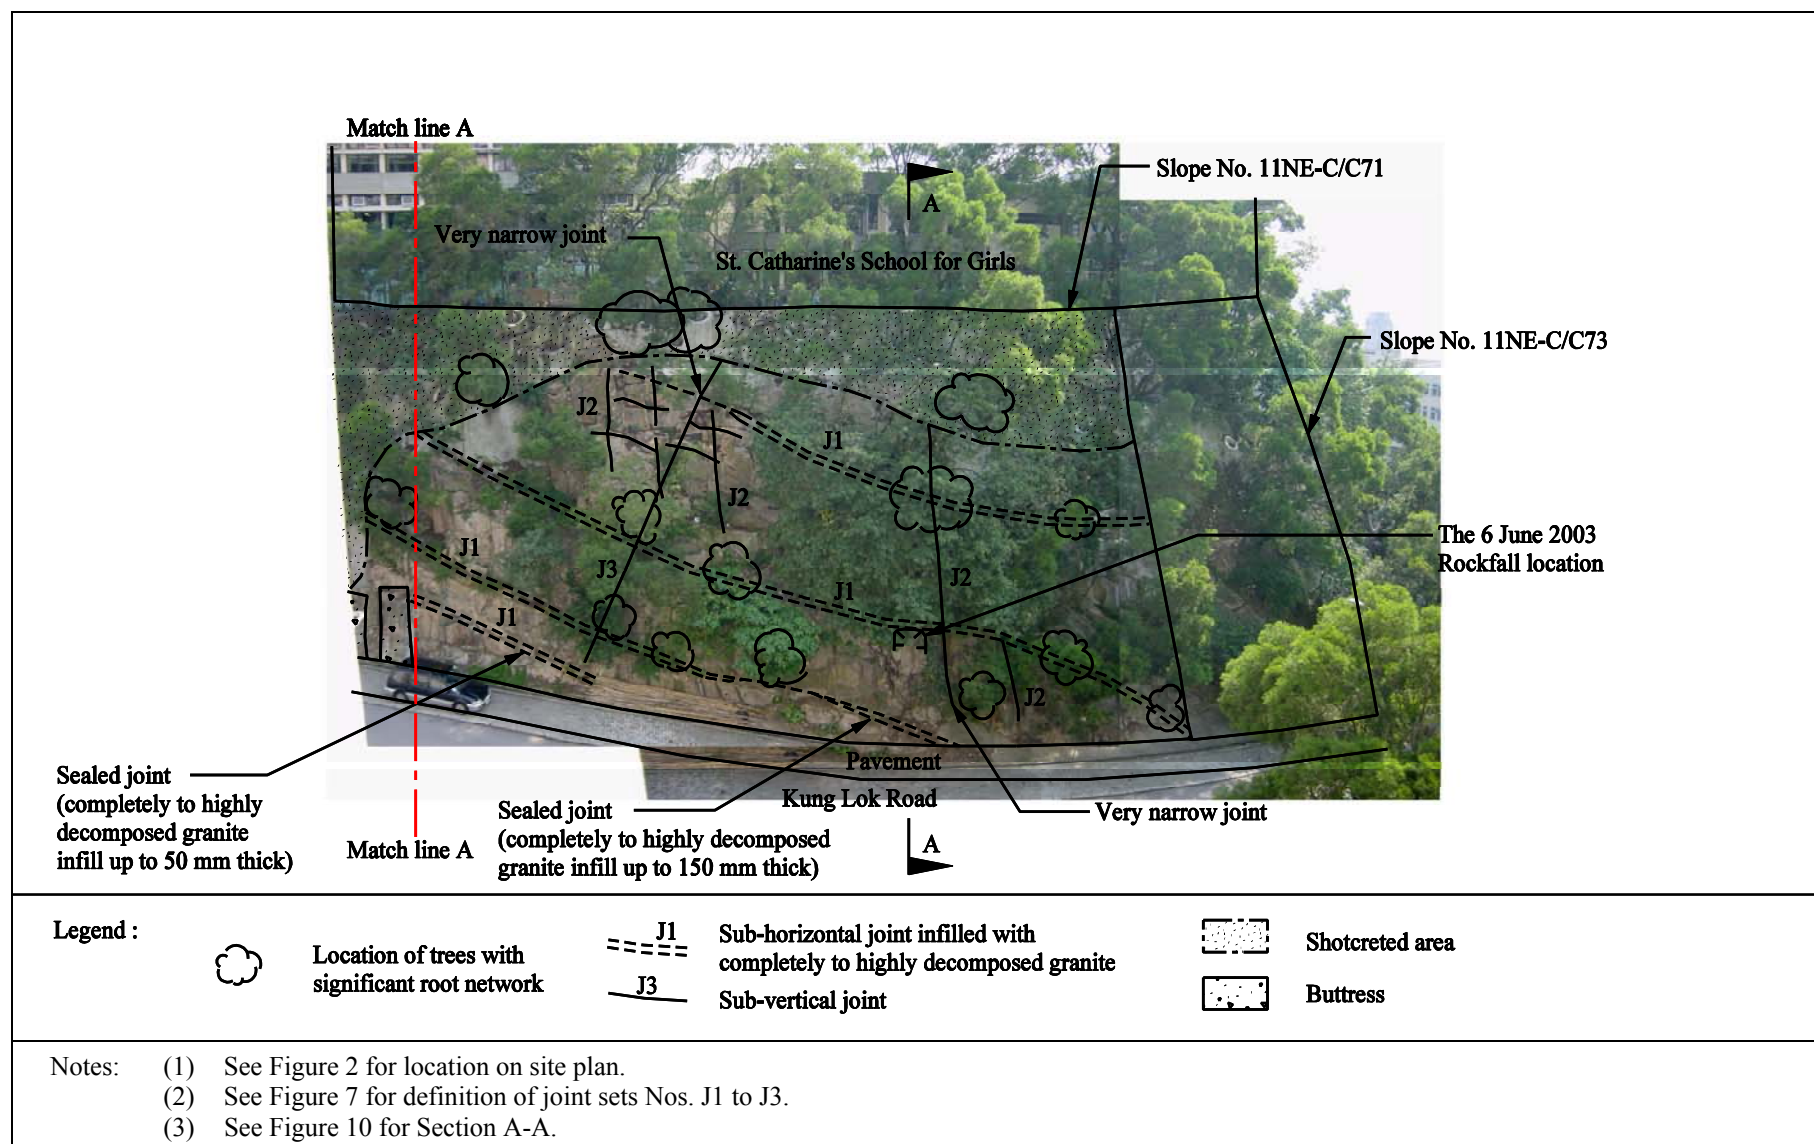 Match line A
Slope No. 11NE-C/C71
A
Very narrow joint
St. Catharine's School for Girls
Slope No. 11NE-C/C73
J2
J1
J2
The 6 June 2003
Rockfall location
J1
J3
J2
J1
J1
J2
Pavement
Sealed joint
(completely to highly
decomposed granite
infill up to 50 mm thick)
Sealed joint
(completely to highly decomposed
granite infill up to 150 mm thick)
Kung Lok Road
Very narrow joint
Match line A
A
Legend :
Location of trees with
significant root network
J1
Sub-horizontal joint infilled with
completely to highly decomposed granite
J3
Sub-vertical joint
Shotcreted area
Buttress
Notes: (1) See Figure 2 for location on site plan.
(2) See Figure 7 for definition of joint sets Nos. J1 to J3.
(3) See Figure 10 for Section A-A.